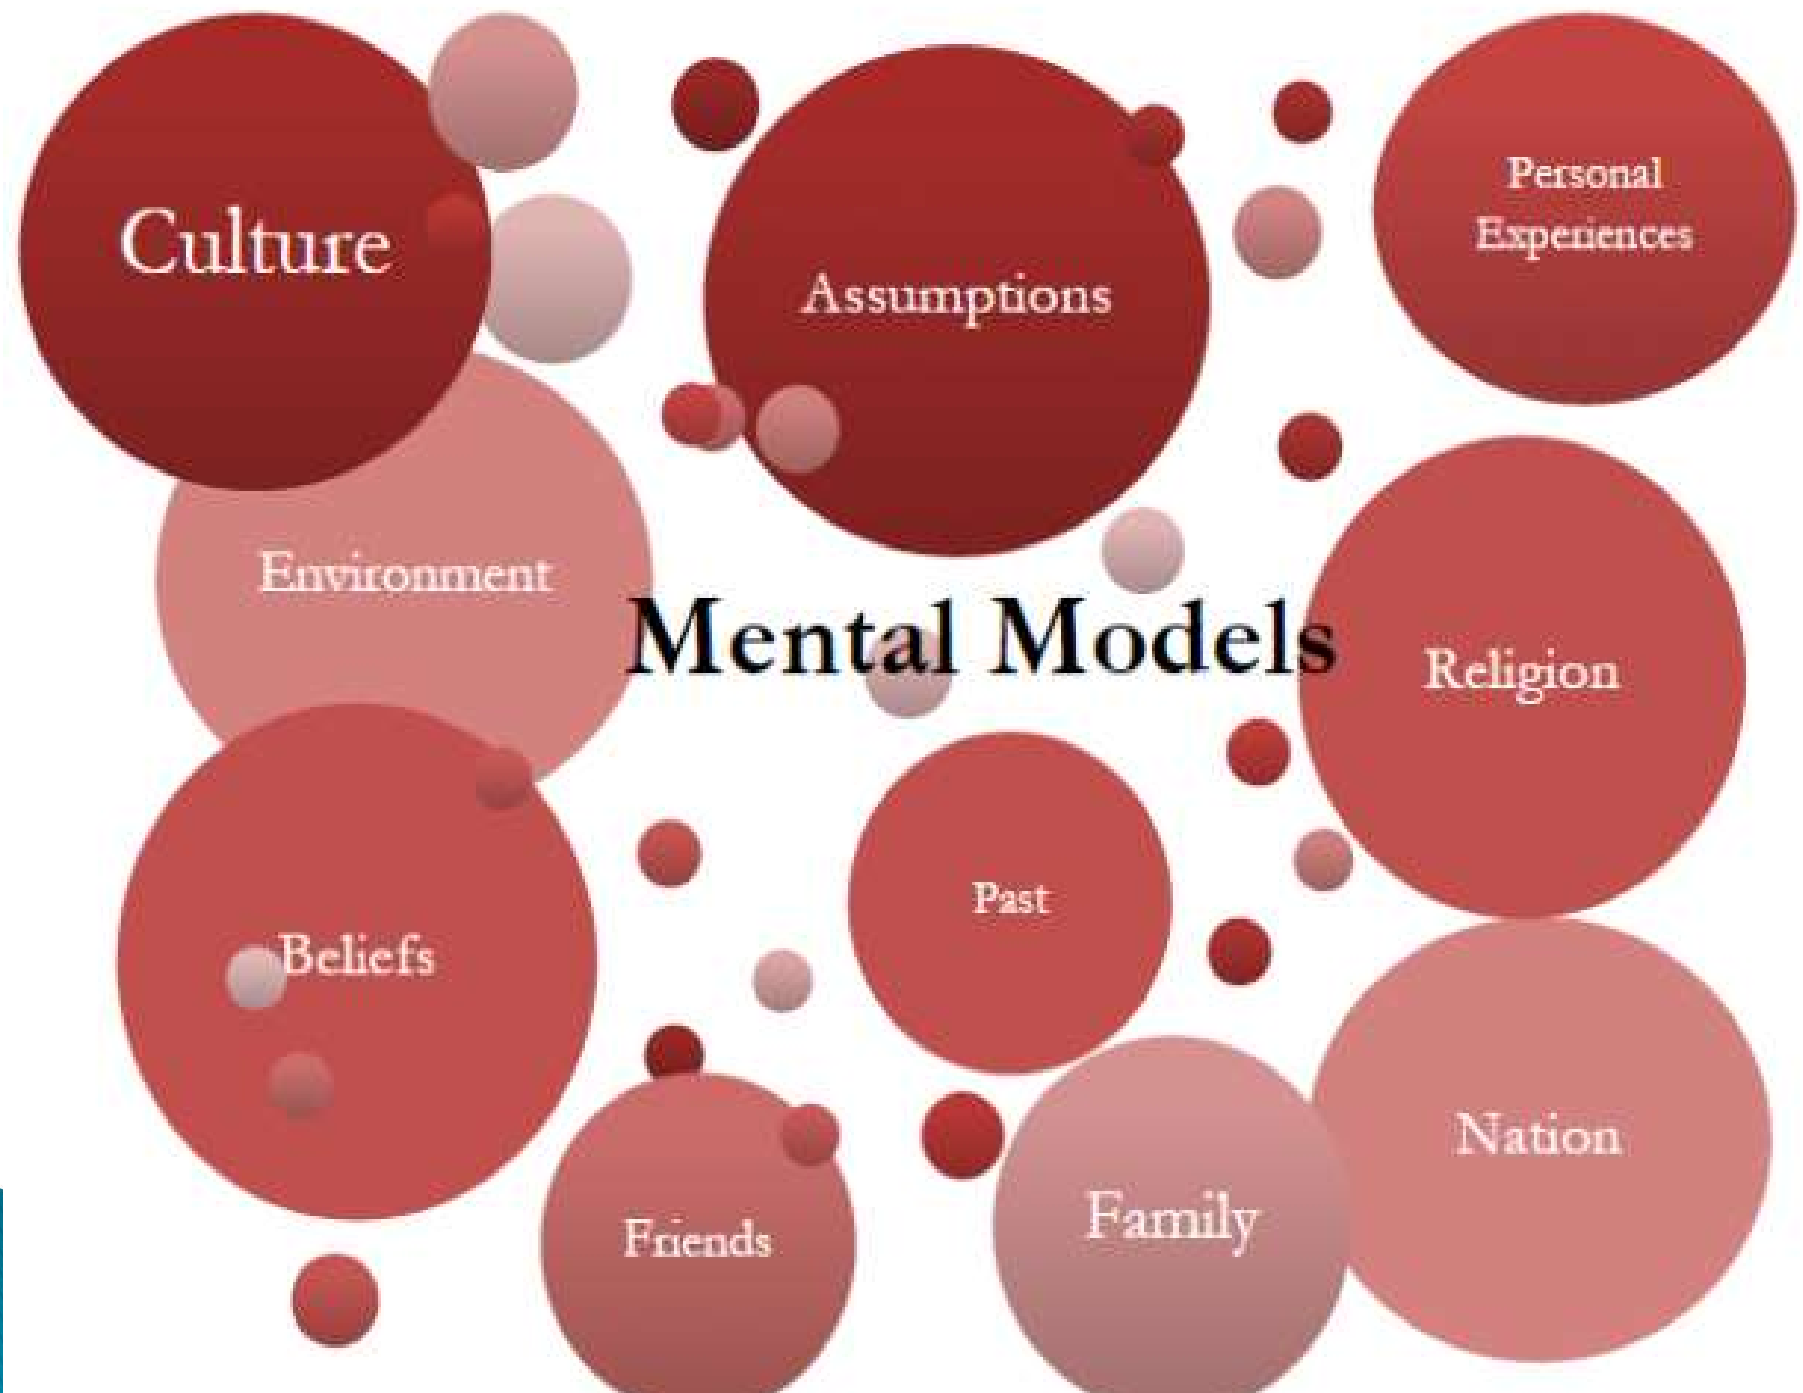 Culture
Assumptions
Personal
Experiences
Environment
Mental Models
Religion
Beliefs
Past
Nation
Friends
Family